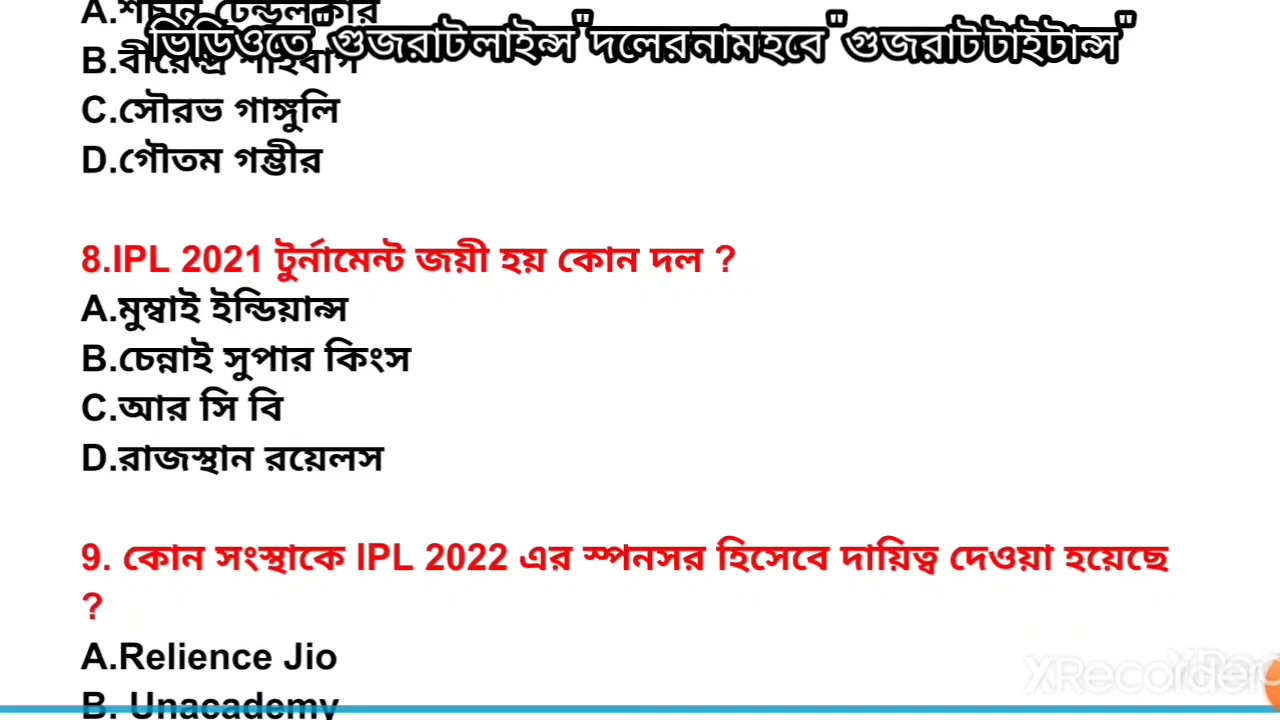 A.শচীন টেন্ডুলকার
ভিডিওতে "গুজরাটলাইন্স"দলেরনামহবে "গুজরাটটাইটান্স"
B.বীরেন্দ্র শাহবাগ
C.সৌরভ গাঙ্গুলি
D.গৌতম গম্ভীর
8.IPL 2021 টুর্নামেন্ট জয়ী হয় কোন দল ?
A.মুম্বাই ইন্ডিয়ান্স
B.চেন্নাই সুপার কিংস
C.আর সি বি
D.রাজস্থান রয়েলস
9. কোন সংস্থাকে IPL 2022 এর স্পনসর হিসেবে দায়িত্ব দেওয়া হয়েছে
?
A.Relience Jio
B. Unacademy
XRecorder